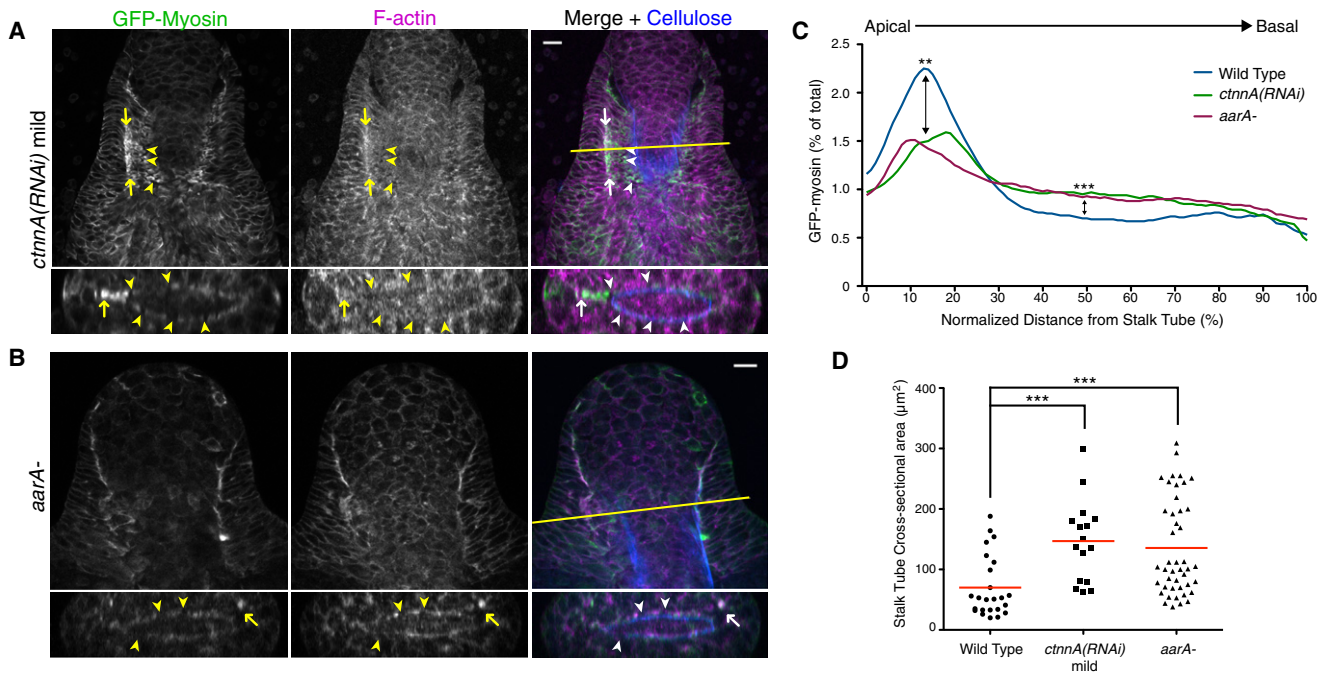 A
GFP-Myosin
F-actin
Merge + Cellulose
ctnnA(RNAi) mild
B
aarA-
C
Apical
Basal
2.5
2.0
1.5
1.0
0.5
0
GFP-myosin (% of total)
**
***
Wild Type
ctnnA(RNAi)
aarA-
0 10 20 30 40 50 60 70 80 90 100
Normalized Distance from Stalk Tube (%)
D
400
300
200
100
0
Stalk Tube Cross-sectional area (µm²)
***
***
Wild Type
ctnnA(RNAi)
mild
aarA-